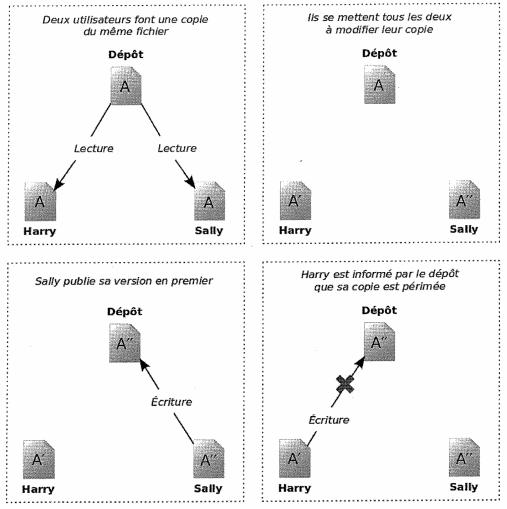 Deux utilisateurs font une copie
du même fichier
Dépôt
A
Lecture
Lecture
A
A
Harry
Sally
Ils se mettent tous les deux
à modifier leur copie
Dépôt
A
A'
A"
Harry
Sally
Sally publie sa version en premier
Dépôt
A"
Écriture
A'
A"
Harry
Sally
Harry est informé par le dépôt
que sa copie est périmée
Dépôt
A"
Écriture
A'
A"
Harry
Sally